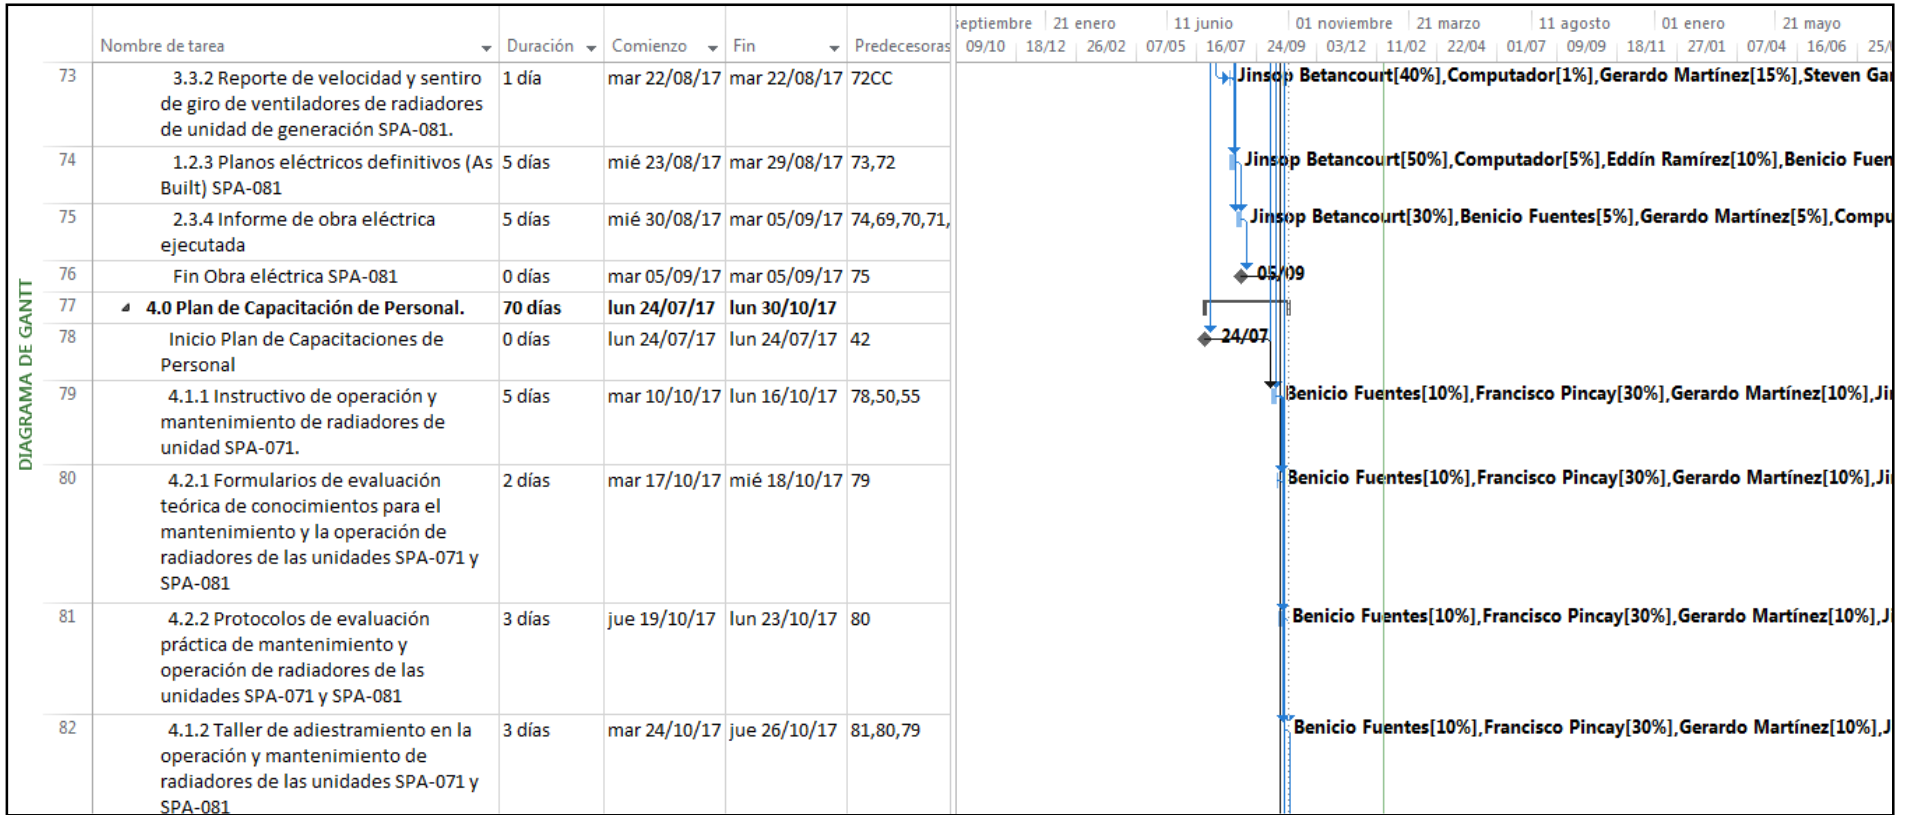 septiembre 21 enero 11 junio 01 noviembre 21 marzo 11 agosto 01 enero 21 mayo
Nombre de tarea Duración Comienzo Fin Predecesoras 09/10 18/12 26/02 07/05 16/07 24/09 03/12 11/02 22/04 01/07 09/09 18/11 27/01 07/04 16/06
DIAGRAMA DE GANTT
73 3.3.2 Reporte de velocidad y sentiro 1 día mar 22/08/17 mar 22/08/17 72CC Jinsop Betancourt[40%],Computador[1%],Gerardo Martínez[15%],Steven Gar
de giro de ventiladores de radiadores
de unidad de generación SPA-081.
74 1.2.3 Planos eléctricos definitivos (As 5 días mié 23/08/17 mar 29/08/17 73,72 Jinsop Betancourt[50%],Computador[5%],Eddín Ramírez[10%],Benicio Fuen
Built) SPA-081
75 2.3.4 Informe de obra eléctrica 5 días mié 30/08/17 mar 05/09/17 74,69,70,71, Jinsop Betancourt[30%],Benicio Fuentes[5%],Gerardo Martínez[5%],Compu
ejecutada
76 Fin Obra eléctrica SPA-081 0 días mar 05/09/17 mar 05/09/17 75 05/09
77 4.0 Plan de Capacitación de Personal. 70 días lun 24/07/17 lun 30/10/17
78 Inicio Plan de Capacitaciones de 0 días lun 24/07/17 lun 24/07/17 42 24/07
Personal
79 4.1.1 Instructivo de operación y 5 días mar 10/10/17 lun 16/10/17 78,50,55 Benicio Fuentes[10%],Francisco Pincay[30%],Gerardo Martínez[10%],Ji
mantenimiento de radiadores de
unidad SPA-071.
80 4.2.1 Formularios de evaluación 2 días mar 17/10/17 mié 18/10/17 79 Benicio Fuentes[10%],Francisco Pincay[30%],Gerardo Martínez[10%],Ji
teórica de conocimientos para el
mantenimiento y la operación de
radiadores de las unidades SPA-071 y
SPA-081
81 4.2.2 Protocolos de evaluación 3 días jue 19/10/17 lun 23/10/17 80 Benicio Fuentes[10%],Francisco Pincay[30%],Gerardo Martínez[10%],J
práctica de mantenimiento y
operación de radiadores de las
unidades SPA-071 y SPA-081
82 4.1.2 Taller de adiestramiento en la 3 días mar 24/10/17 jue 26/10/17 81,80,79 Benicio Fuentes[10%],Francisco Pincay[30%],Gerardo Martínez[10%],J
operación y mantenimiento de
radiadores de las unidades SPA-071 y
SPA-081